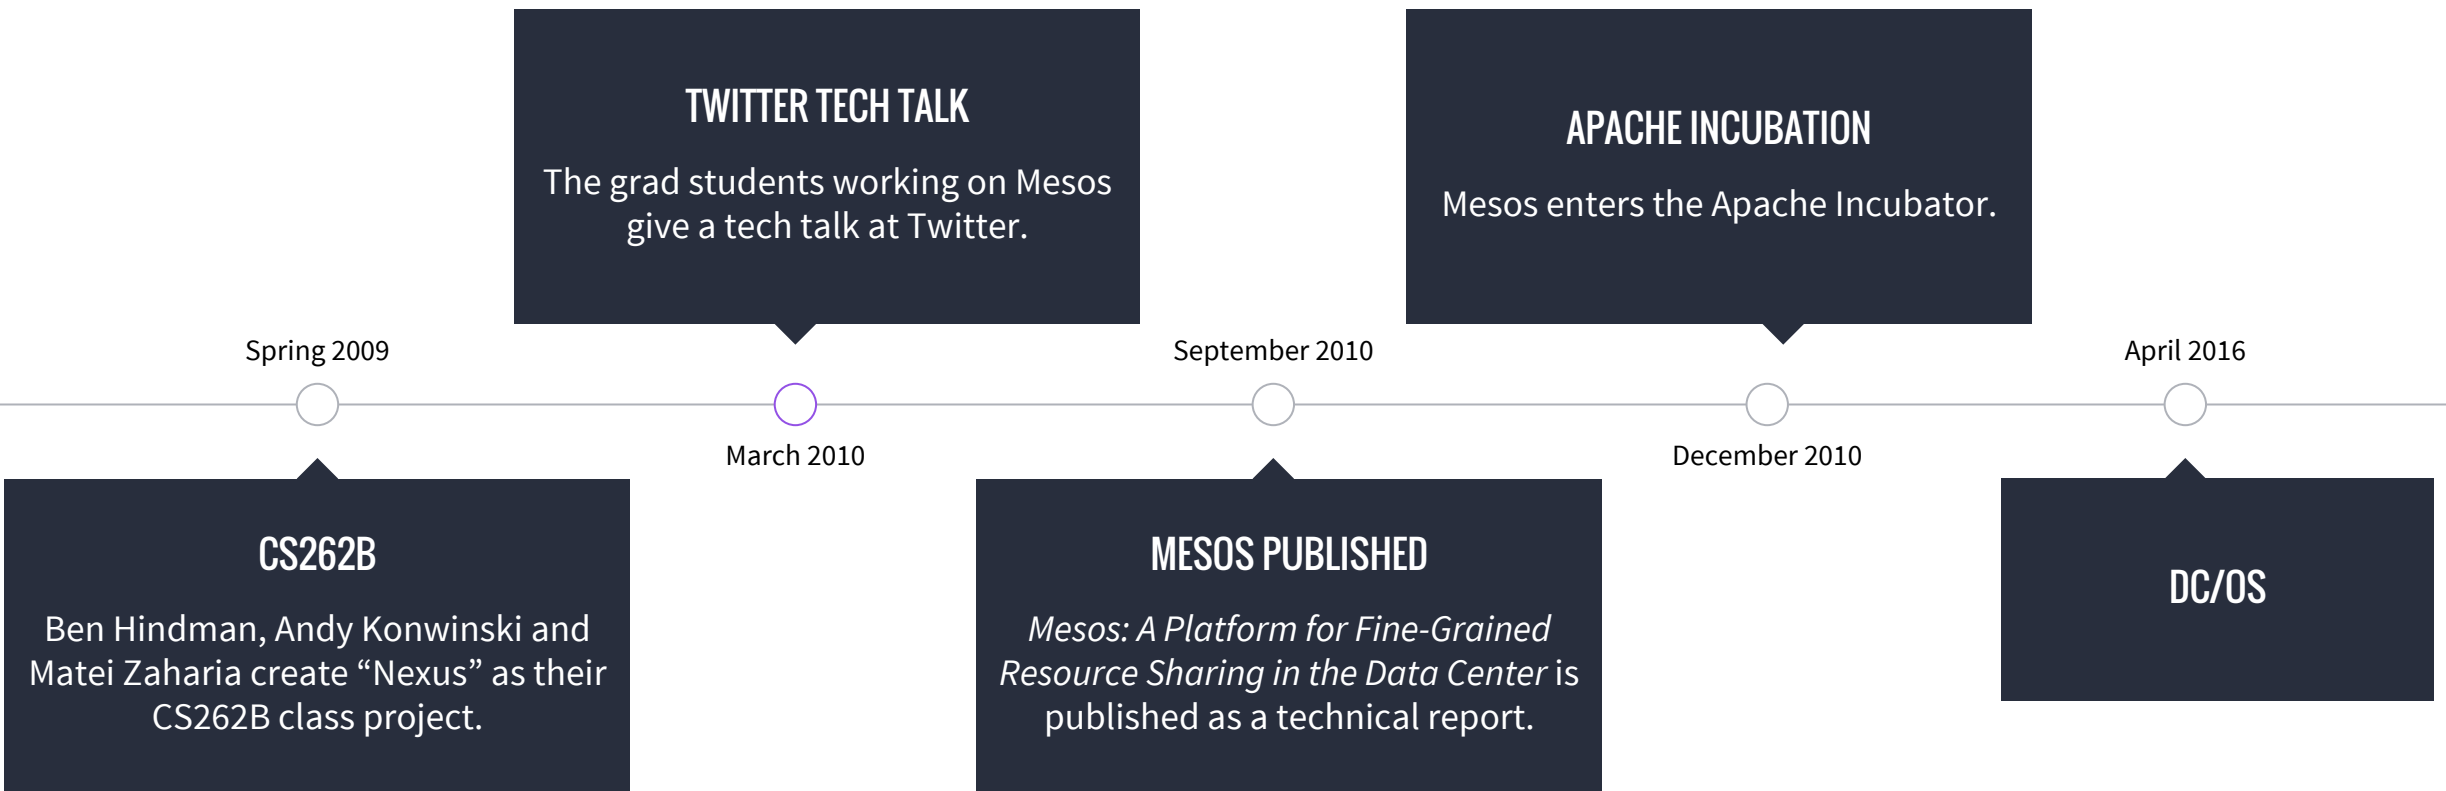 Spring 2009
CS262B
Ben Hindman, Andy Konwinski and
Matei Zaharia create “Nexus” as their
CS262B class project.
TWITTER TECH TALK
The grad students working on Mesos
give a tech talk at Twitter.
March 2010
September 2010
MESOS PUBLISHED
Mesos: A Platform for Fine-Grained
Resource Sharing in the Data Center is
published as a technical report.
APACHE INCUBATION
Mesos enters the Apache Incubator.
December 2010
April 2016
DC/OS